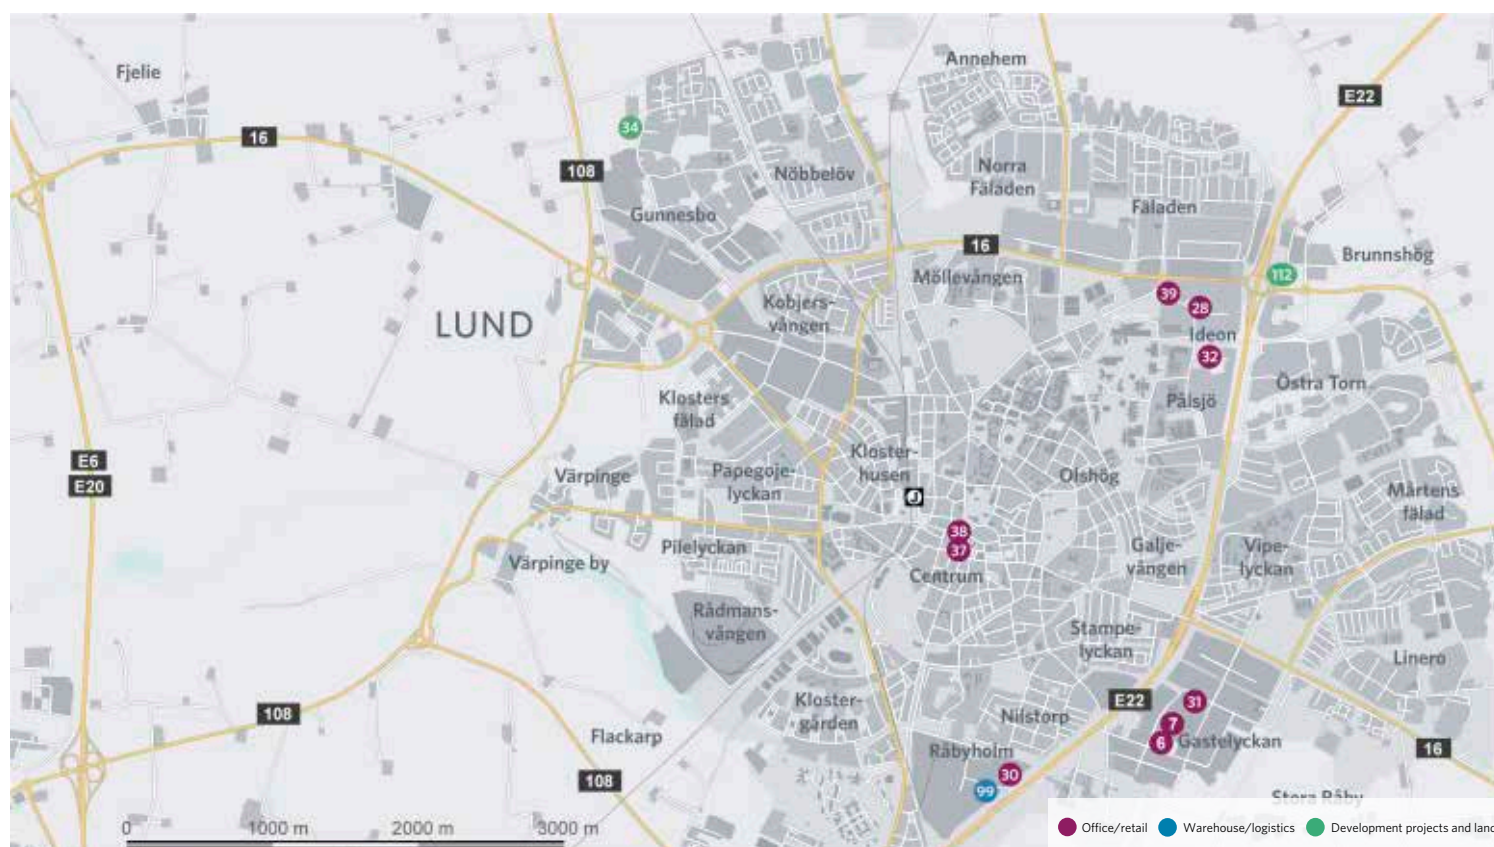 Fjelie
Annehem
E22
16
34
108
Nöbbelöv
Norra
Fäladen
Gunnesbo
Fäladen
16
Brunnshög
112
Möllevången
39
28
Kobjers-
vången
LUND
Ideon
32
Östra Torn
Klosters
fälad
Pålsjö
E6
E20
Kloster-
husen
Värpinge
Papegoje-
lyckan
Olshög
Mårtens
fälad
J
38
37
Pilelyckan
Värpinge by
Galje-
vången
Vipe-
lyckan
Centrum
Rådmans-
vången
Stampe-
lyckan
Linero
E22
31
Kloster-
gården
108
Nilstorp
7
6
Gastelyckan
Flackarp
Råbyholm
16
108
30
99
Stora Råby
0
1000 m
2000 m
3000 m
Office/retail
Warehouse/logistics
Development projects and land